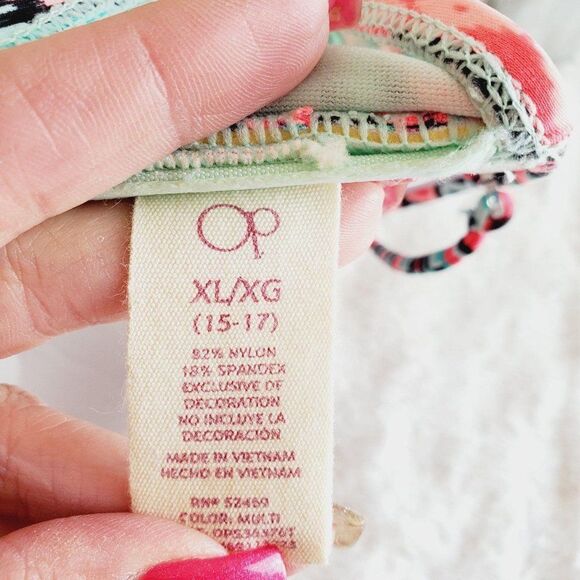 Op
XL/XG
(15-17)
82% NYLON
18% SPANDEX
EXCLUSIVE OF
DECORATION
NO INCLUYE LA
DECORACIÓN
MADE IN VIETNAM
HECHO EN VIETNAM
RNº 52469
COLOR: MULTI